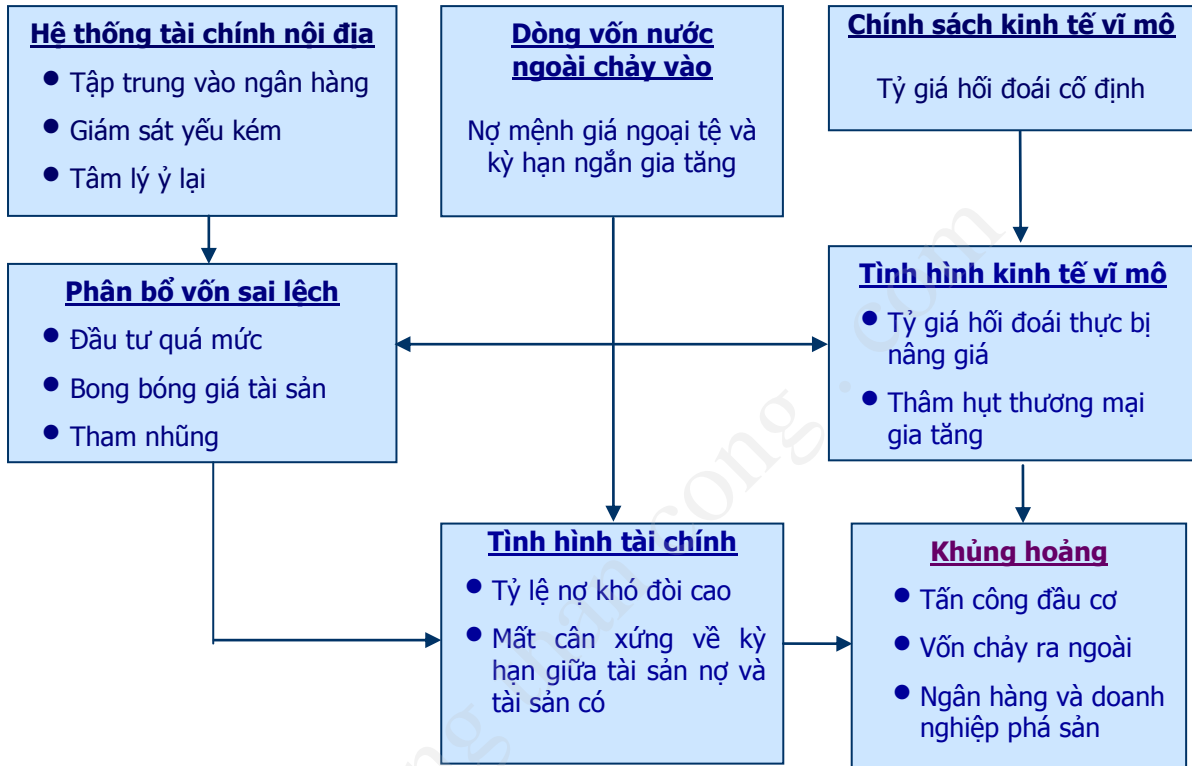 Hệ thống tài chính nội địa
● Tập trung vào ngân hàng
● Giám sát yếu kém
● Tâm lý ỷ lại
Dòng vốn nước
ngoài chảy vào
Nợ mệnh giá ngoại tệ và
kỳ hạn ngắn gia tăng
Chính sách kinh tế vĩ mô
Tỷ giá hối đoái cố định
Phân bổ vốn sai lệch
● Đầu tư quá mức
● Bong bóng giá tài sản
● Tham nhũng
Tình hình kinh tế vĩ mô
● Tỷ giá hối đoái thực bị
nâng giá
● Thâm hụt thương mại
gia tăng
Tình hình tài chính
● Tỷ lệ nợ khó đòi cao
● Mất cân xứng về kỳ
hạn giữa tài sản nợ và
tài sản có
Khủng hoảng
● Tấn công đầu cơ
● Vốn chảy ra ngoài
● Ngân hàng và doanh
nghiệp phá sản